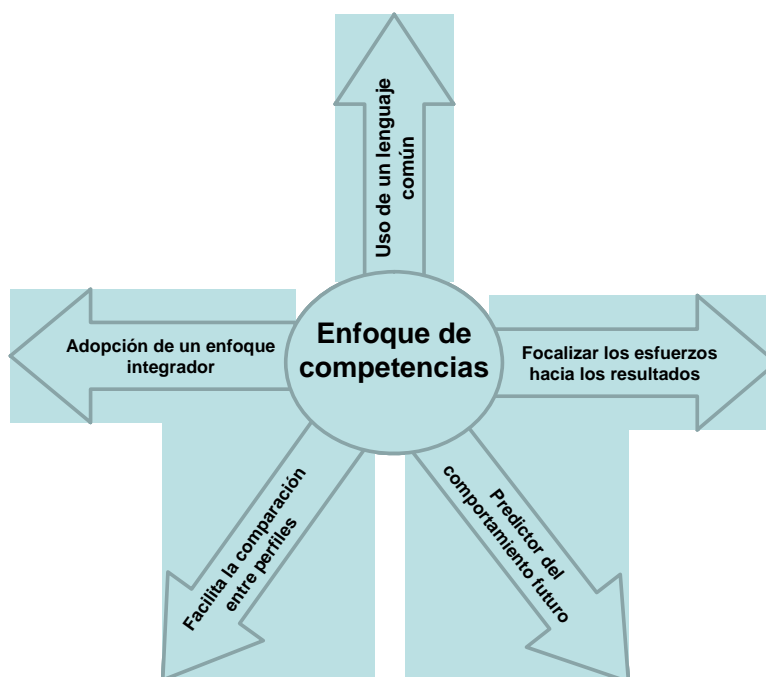 Uso de un lenguaje
común
Enfoque de
competencias
Adopción de un enfoque
integrador
Focalizar los esfuerzos
hacia los resultados
Facilita la comparación
entre perfiles
Predictor del
comportamiento futuro